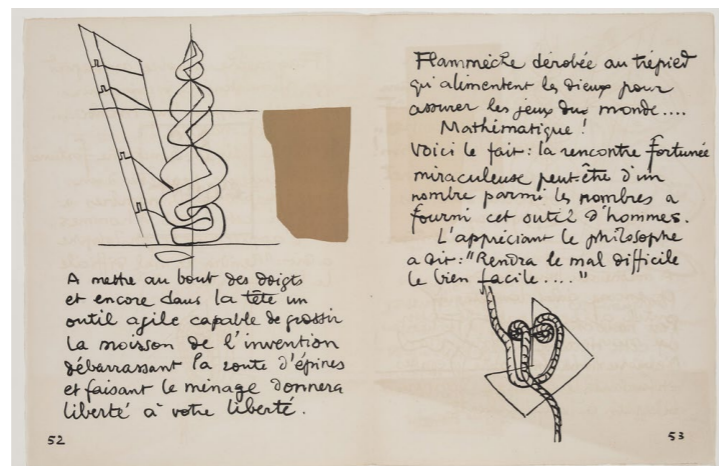 A mettre au bout des doigts
et encore dans la tête un
outil agile capable de grossir
la moisson de l'invention
débarrassant la route d'épines
et faisant le ménage donnera
liberté à votre liberté.
52
Flammèche dérobée au trépied
qu'alimentent les dieux pour
assurer les jeux du monde....
Mathématique!
Voici le fait: la rencontre fortunée
miraculeuse peut-être d'un
nombre parmi les nombres a
fourni cet outil d'hommes.
L'appréciant le philosophe
a dit: "Rendra le mal difficile
le bien facile...."
53